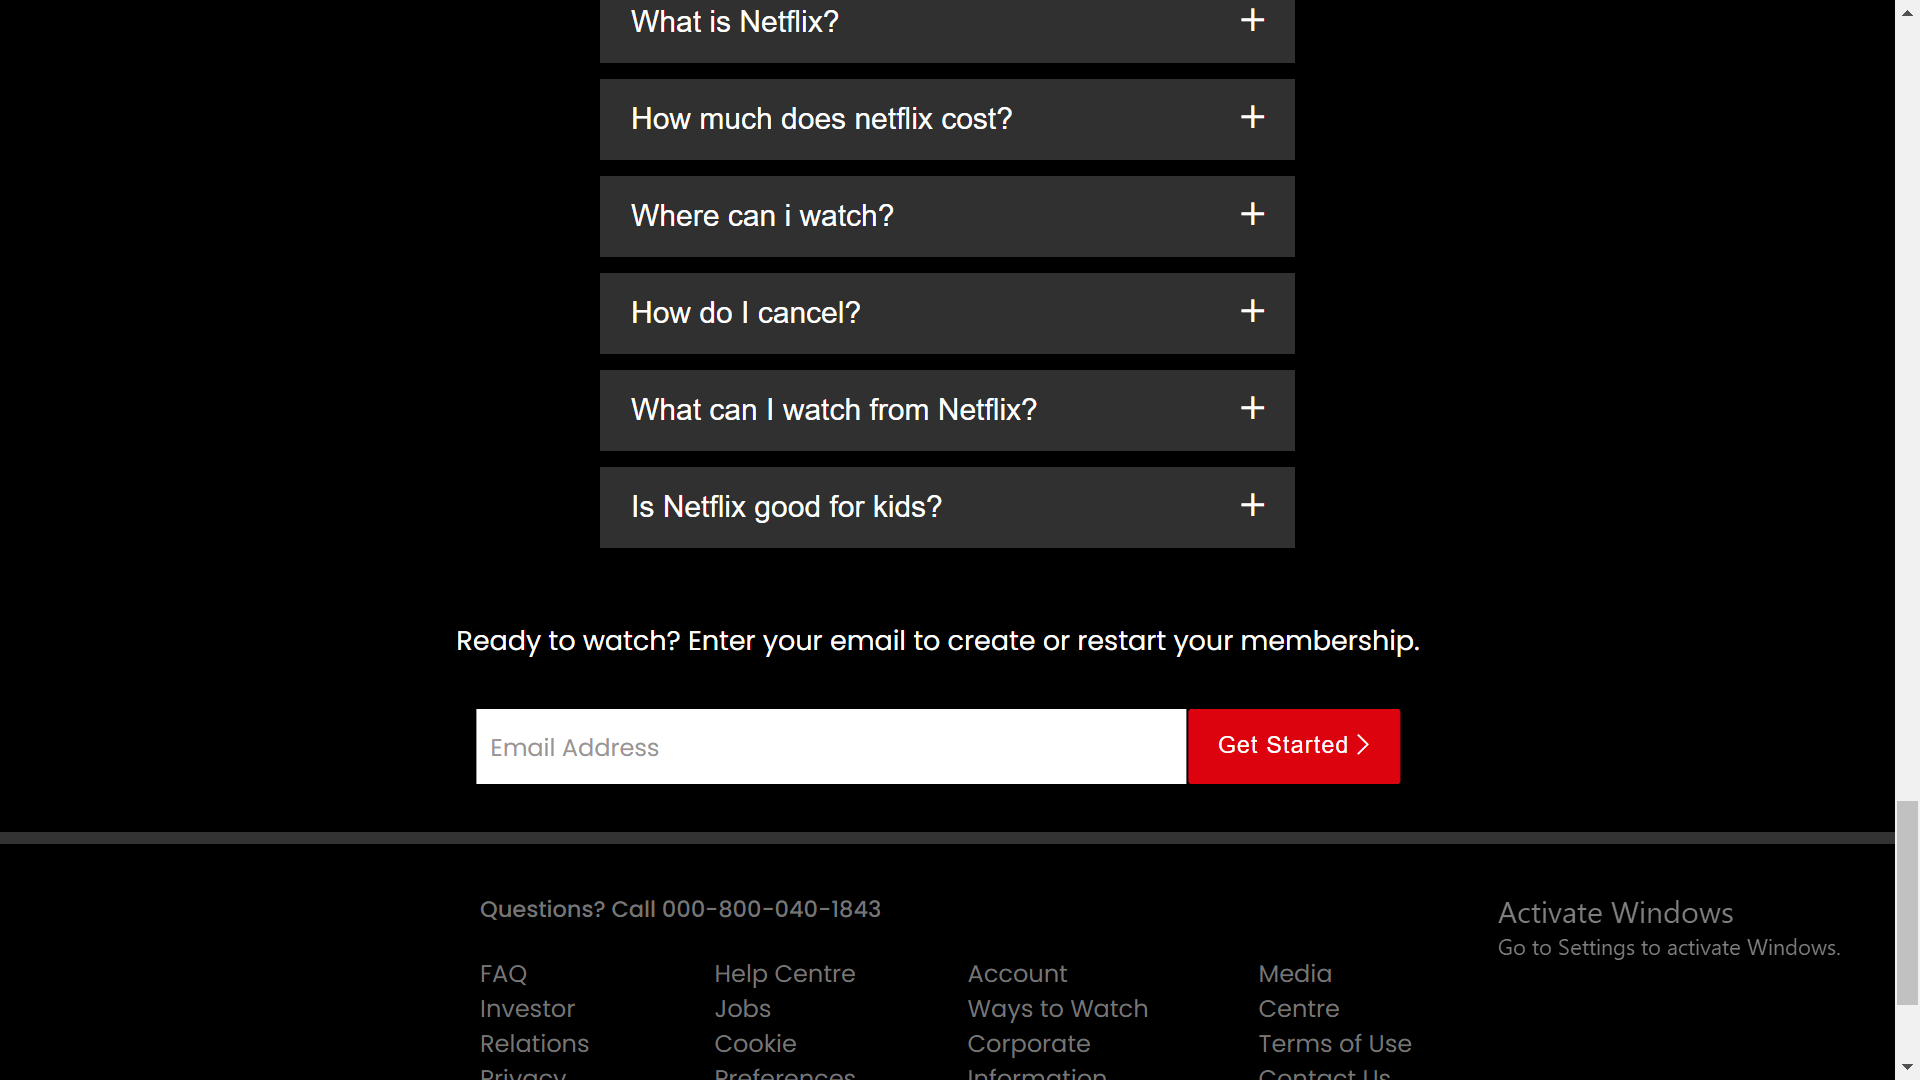 What is Netflix?
+
How much does netflix cost?
+
Where can i watch?
+
How do I cancel?
+
What can I watch from Netflix?
+
Is Netflix good for kids?
+
Ready to watch? Enter your email to create or restart your membership.
Email Address
Get Started >
Questions? Call 000-800-040-1843
Activate Windows
Go to Settings to activate Windows.
FAQ
Investor
Relations
Privacy
Help Centre
Jobs
Cookie
Preferences
Account
Ways to Watch
Corporate
Information
Media
Centre
Terms of Use
Contact Us